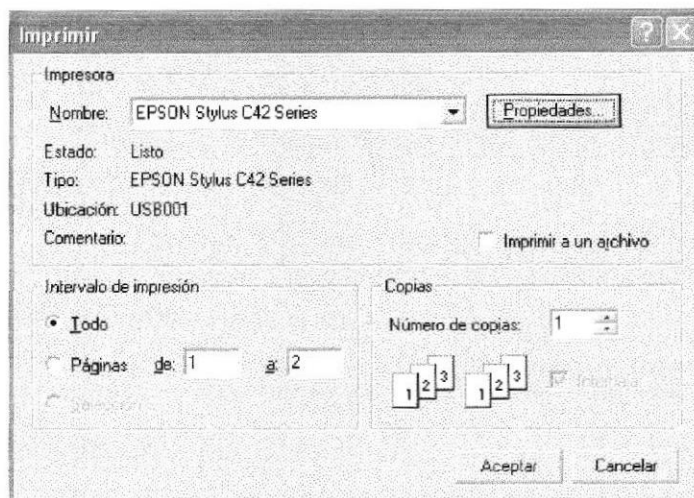 Imprimir
Impresora
Nombre: EPSON Stylus C42 Series Propiedades...
Estado: Listo
Tipo: EPSON Stylus C42 Series
Ubicación: USB001
Comentario:
Imprimir a un archivo
Intervalo de impresión
Todo
Páginas de: 1 a: 2
Selección
Copias
Número de copias: 1
1 2 3 1 2 3
Aceptar Cancelar